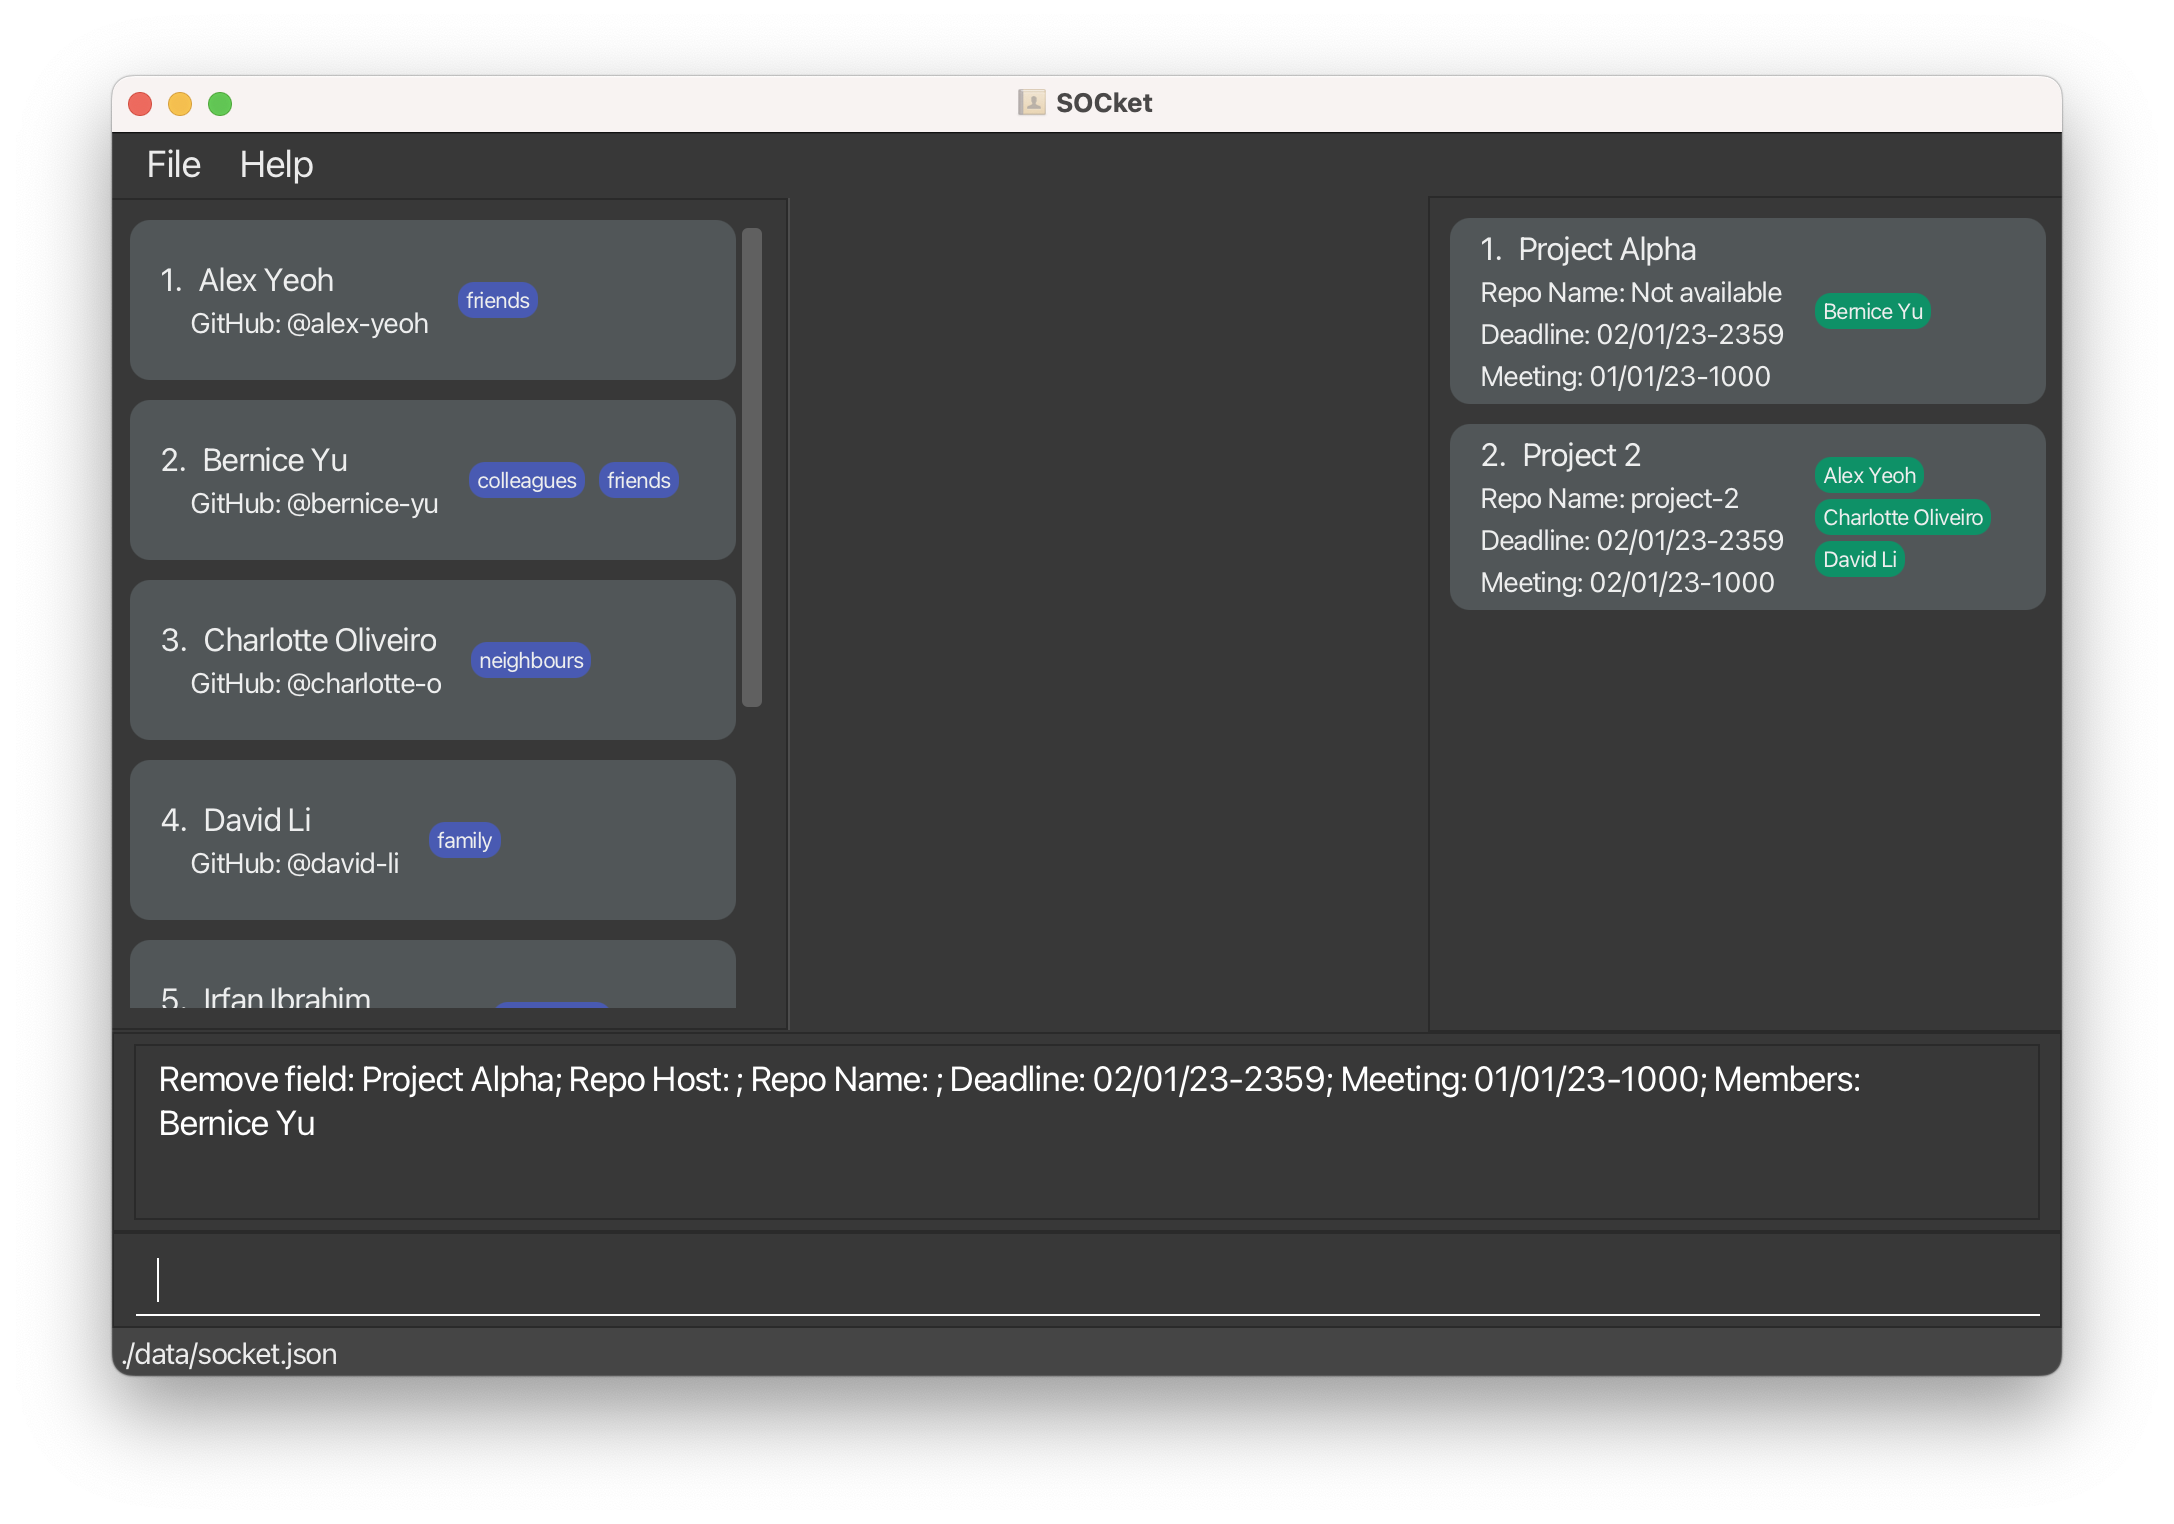 SOCket
File Help
1. Alex Yeoh
GitHub: @alex-yeoh
friends
2. Bernice Yu
GitHub: @bernice-yu
colleagues friends
3. Charlotte Oliveiro
GitHub: @charlotte-o
neighbours
4. David Li
GitHub: @david-li
family
5. Irfan Ibrahim
1. Project Alpha
Repo Name: Not available
Deadline: 02/01/23-2359
Meeting: 01/01/23-1000
Bernice Yu
2. Project 2
Repo Name: project-2
Deadline: 02/01/23-2359
Meeting: 02/01/23-1000
Alex Yeoh
Charlotte Oliveiro
David Li
Remove field: Project Alpha; Repo Host: ; Repo Name: ; Deadline: 02/01/23-2359; Meeting: 01/01/23-1000; Members:
Bernice Yu
./data/socket.json